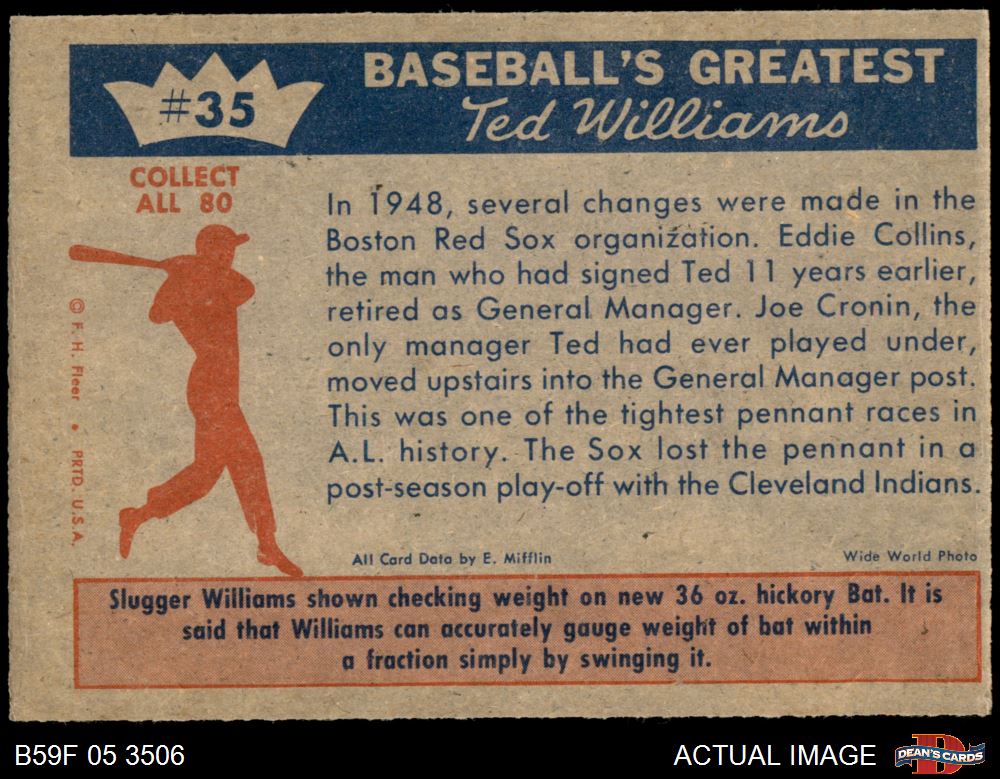 #35
BASEBALL'S GREATEST
Ted Williams
COLLECT
ALL 80
© F. H. Fleer • PRTD. U.S.A.
In 1948, several changes were made in the
Boston Red Sox organization. Eddie Collins,
the man who had signed Ted 11 years earlier,
retired as General Manager. Joe Cronin, the
only manager Ted had ever played under,
moved upstairs into the General Manager post.
This was one of the tightest pennant races in
A.L. history. The Sox lost the pennant in a
post-season play-off with the Cleveland Indians.
All Card Data by E. Mifflin
Wide World Photo
Slugger Williams shown checking weight on new 36 oz. hickory Bat. It is
said that Williams can accurately gauge weight of bat within
a fraction simply by swinging it.
B59F 05 3506
ACTUAL IMAGE
DEAN'S CARDS